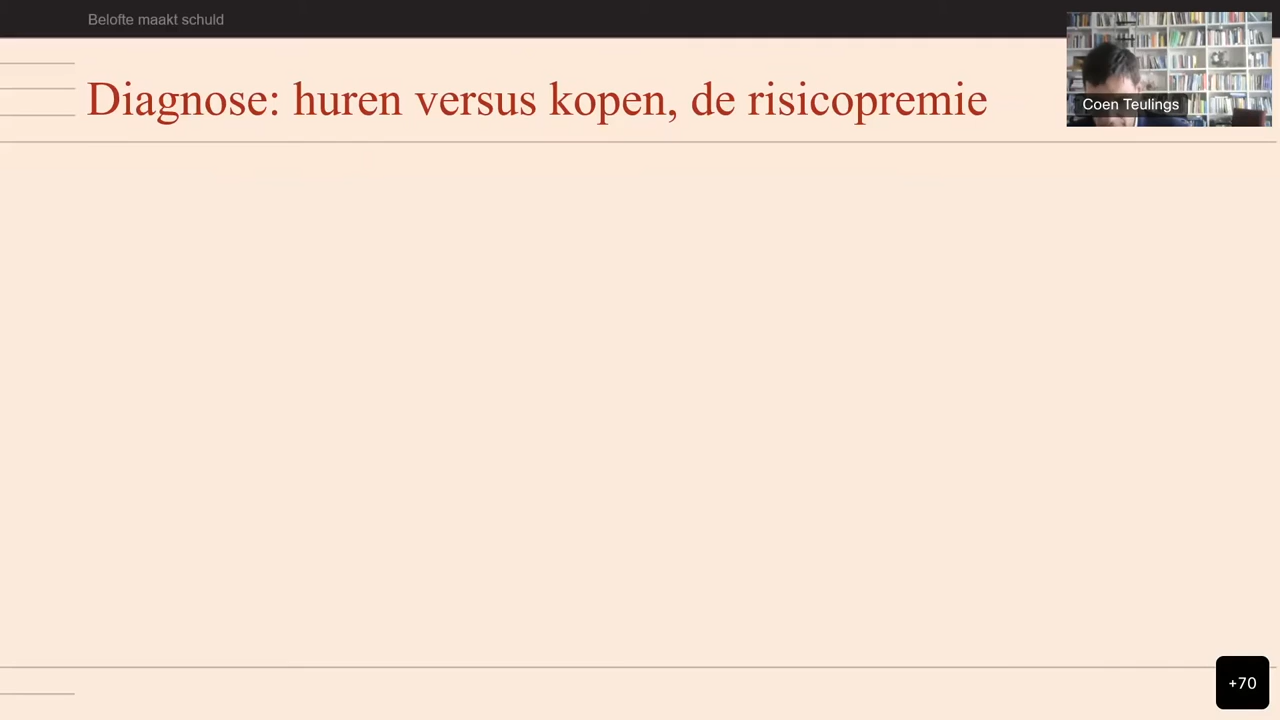 Belofte maakt schuld
Diagnose: huren versus kopen, de risicopremie
Coen Teulings
+70